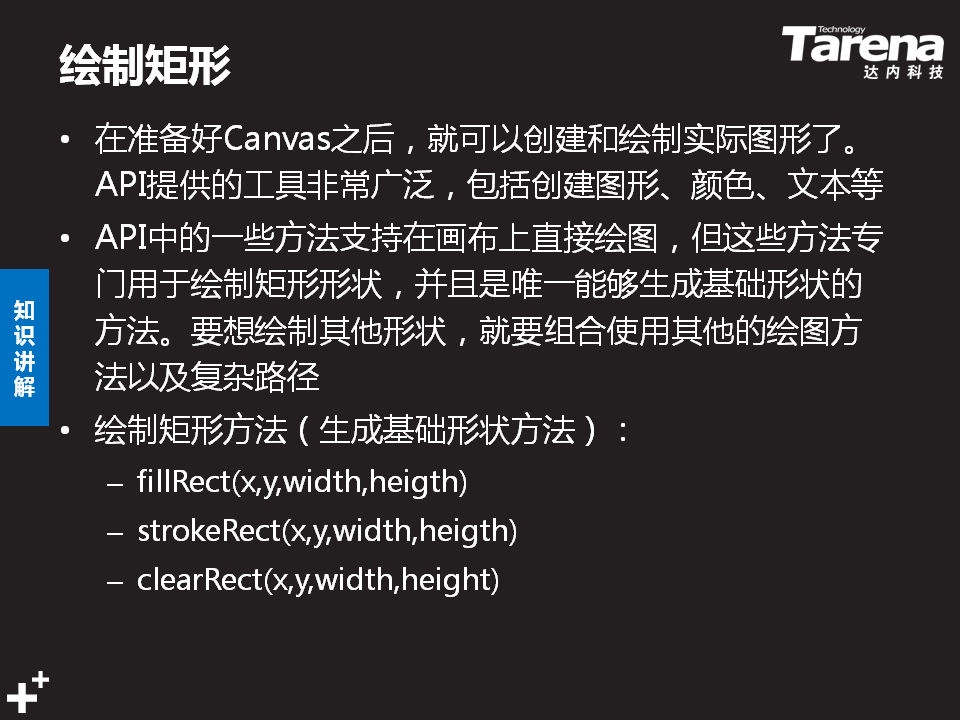 绘制矩形
Technology
Tarena
达内科技
• 在准备好Canvas之后，就可以创建和绘制实际图形了。
API提供的工具非常广泛，包括创建图形、颜色、文本等
• API中的一些方法支持在画布上直接绘图，但这些方法专
门用于绘制矩形形状，并且是唯一能够生成基础形状的
方法。要想绘制其他形状，就要组合使用其他的绘图方
法以及复杂路径
知识讲解
• 绘制矩形方法（生成基础形状方法）：
– fillRect(x,y,width,heigth)
– strokeRect(x,y,width,heigth)
– clearRect(x,y,width,height)